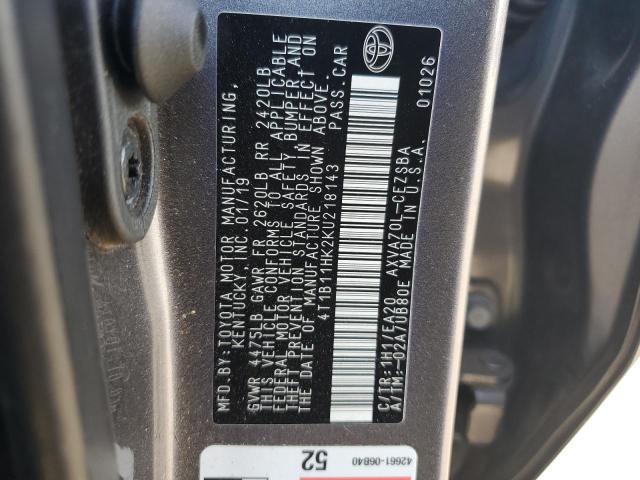 MFD.BY:TOYOTA MOTOR MANUFACTURING,
KENTUCKY, INC. 01/19
GVWR 4475LB GAWR FR 2620LB RR 2420LB
THIS VEHICLE CONFORMS TO ALL APPLICABLE
FEDERAL MOTOR VEHICLE SAFETY, BUMPER AND
THEFT PREVENTION STANDARDS IN EFFECT ON
THE DATE OF MANUFACTURE SHOWN ABOVE.
4T1B11HK2KU218143 PASS.CAR
C/TR:1H1/EA20 AXVA70L-CEZSBA
A/TM:-02A/UB80E MADE IN U.S.A.
01026
52
42661-06B40